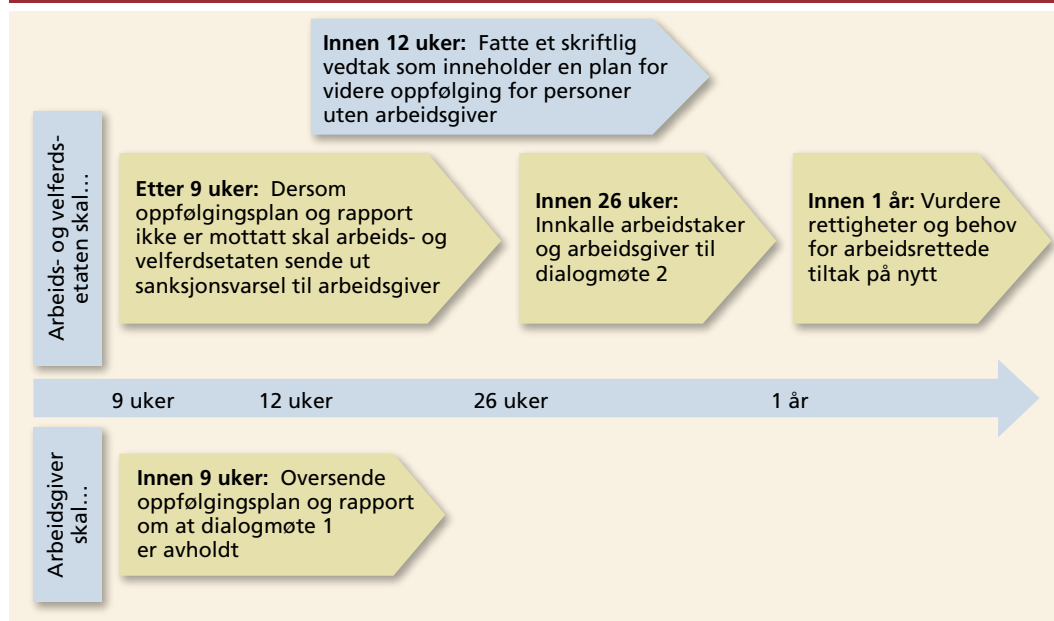 Innen 12 uker: Fatte et skriftlig
vedtak som inneholder en plan for
videre oppfølging for personer
uten arbeidsgiver
Arbeids- og velferds-
etaten skal…
Etter 9 uker: Dersom
oppfølgingsplan og rapport
ikke er mottatt skal arbeids- og
velferdsetaten sende ut
sanksjonsvarsel til arbeidsgiver
Innen 26 uker:
Innkalle arbeidstaker
og arbeidsgiver til
dialogmøte 2
Innen 1 år: Vurdere
rettigheter og behov
for arbeidsrettede
tiltak på nytt
9 uker
12 uker
26 uker
1 år
Arbeidsgiver
skal…
Innen 9 uker: Oversende
oppfølgingsplan og rapport
om at dialogmøte 1
er avholdt